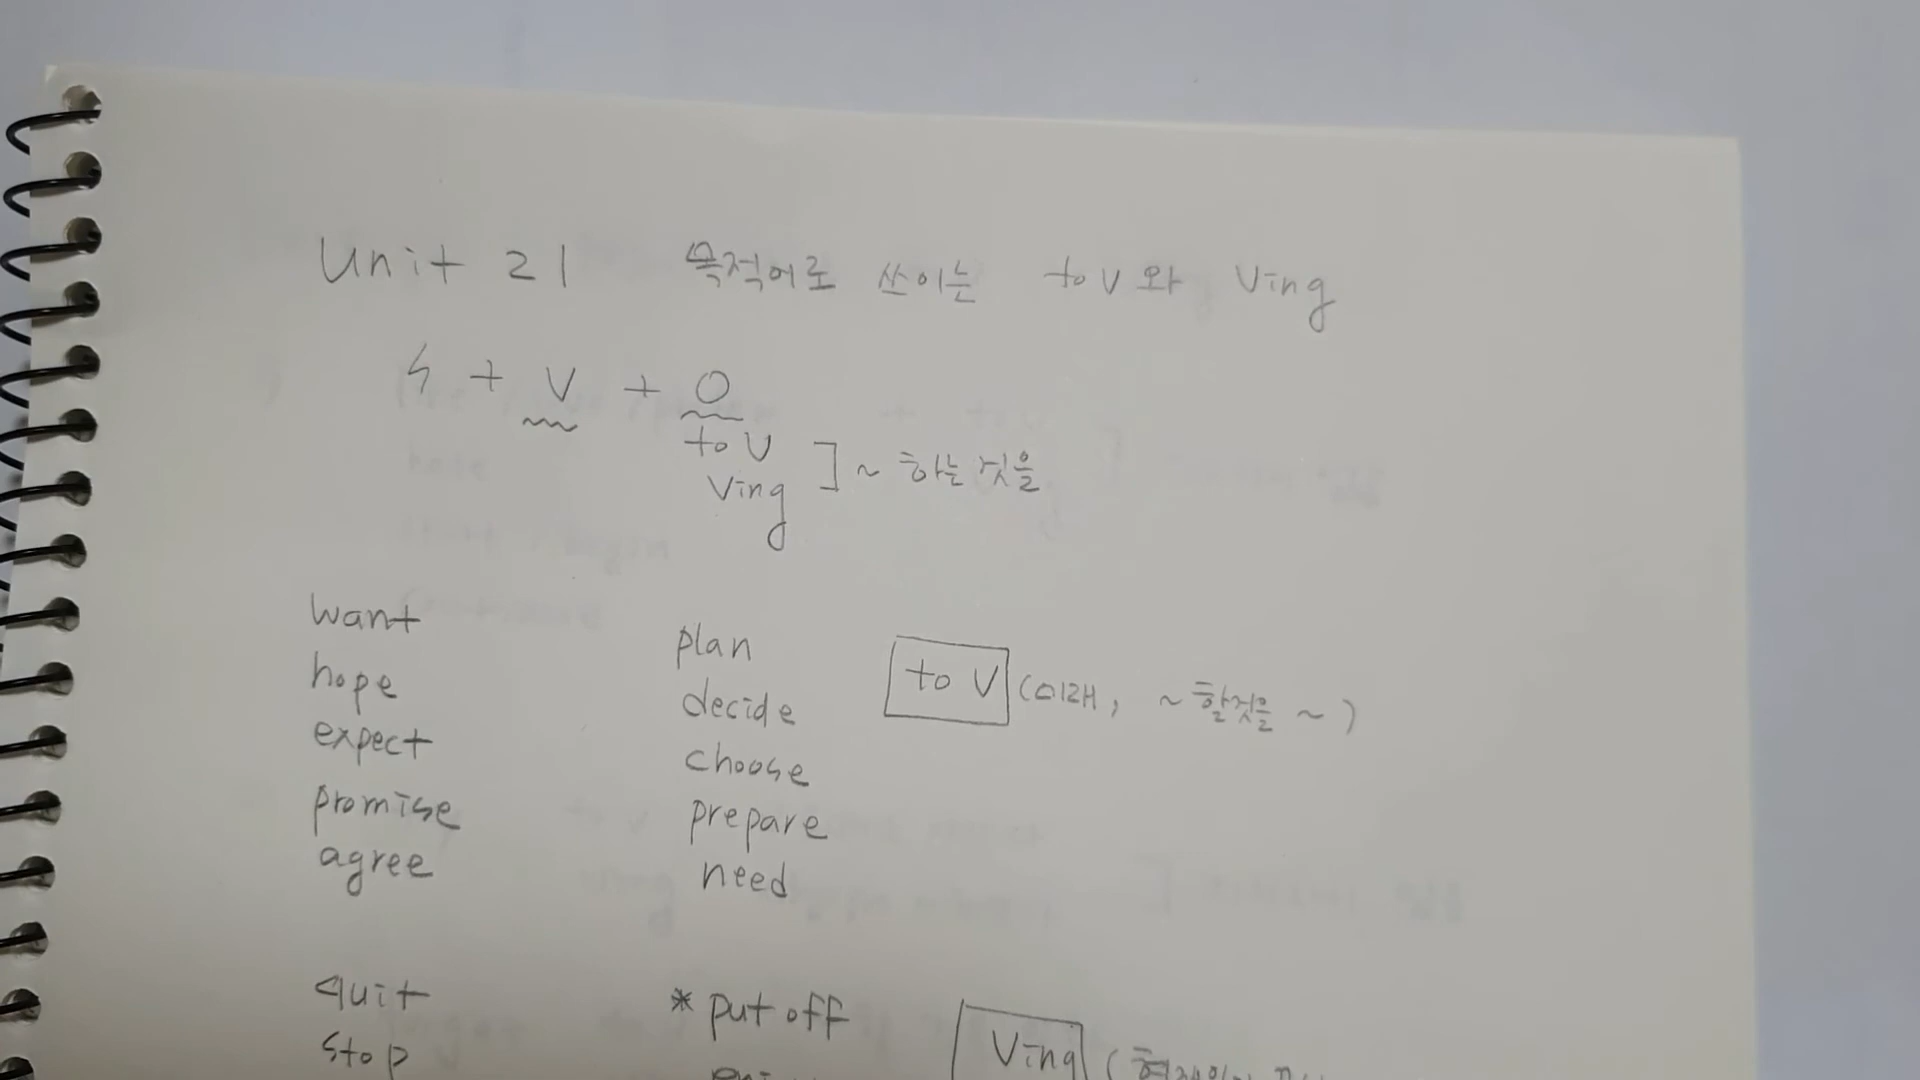 Unit 21 목적어로 쓰이는 to V 와 Ving
S + V + O
to V
Ving ] ~ 하는 것을
want
hope
expect
promise
agree
plan
decide
choose
prepare
need
to V (미래, ~ 할것을 ~ )
quit
stop
* put off
Ving (